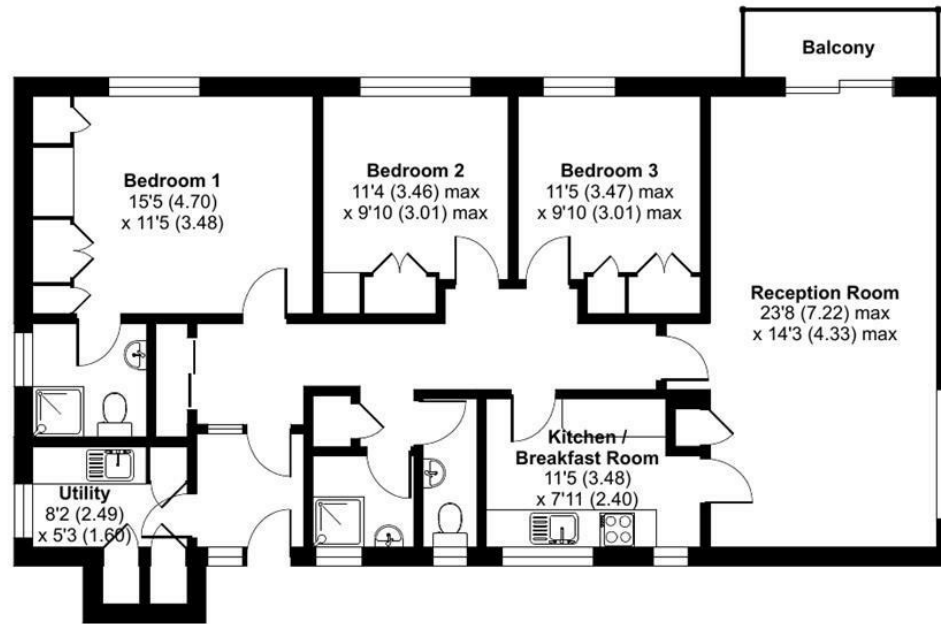 Balcony
Bedroom 1
15'5 (4.70)
x 11'5 (3.48)
Bedroom 2
11'4 (3.46) max
x 9'10 (3.01) max
Bedroom 3
11'5 (3.47) max
x 9'10 (3.01) max
Reception Room
23'8 (7.22) max
x 14'3 (4.33) max
Kitchen /
Breakfast Room
11'5 (3.48)
x 7'11 (2.40)
Utility
8'2 (2.49)
x 5'3 (1.60)